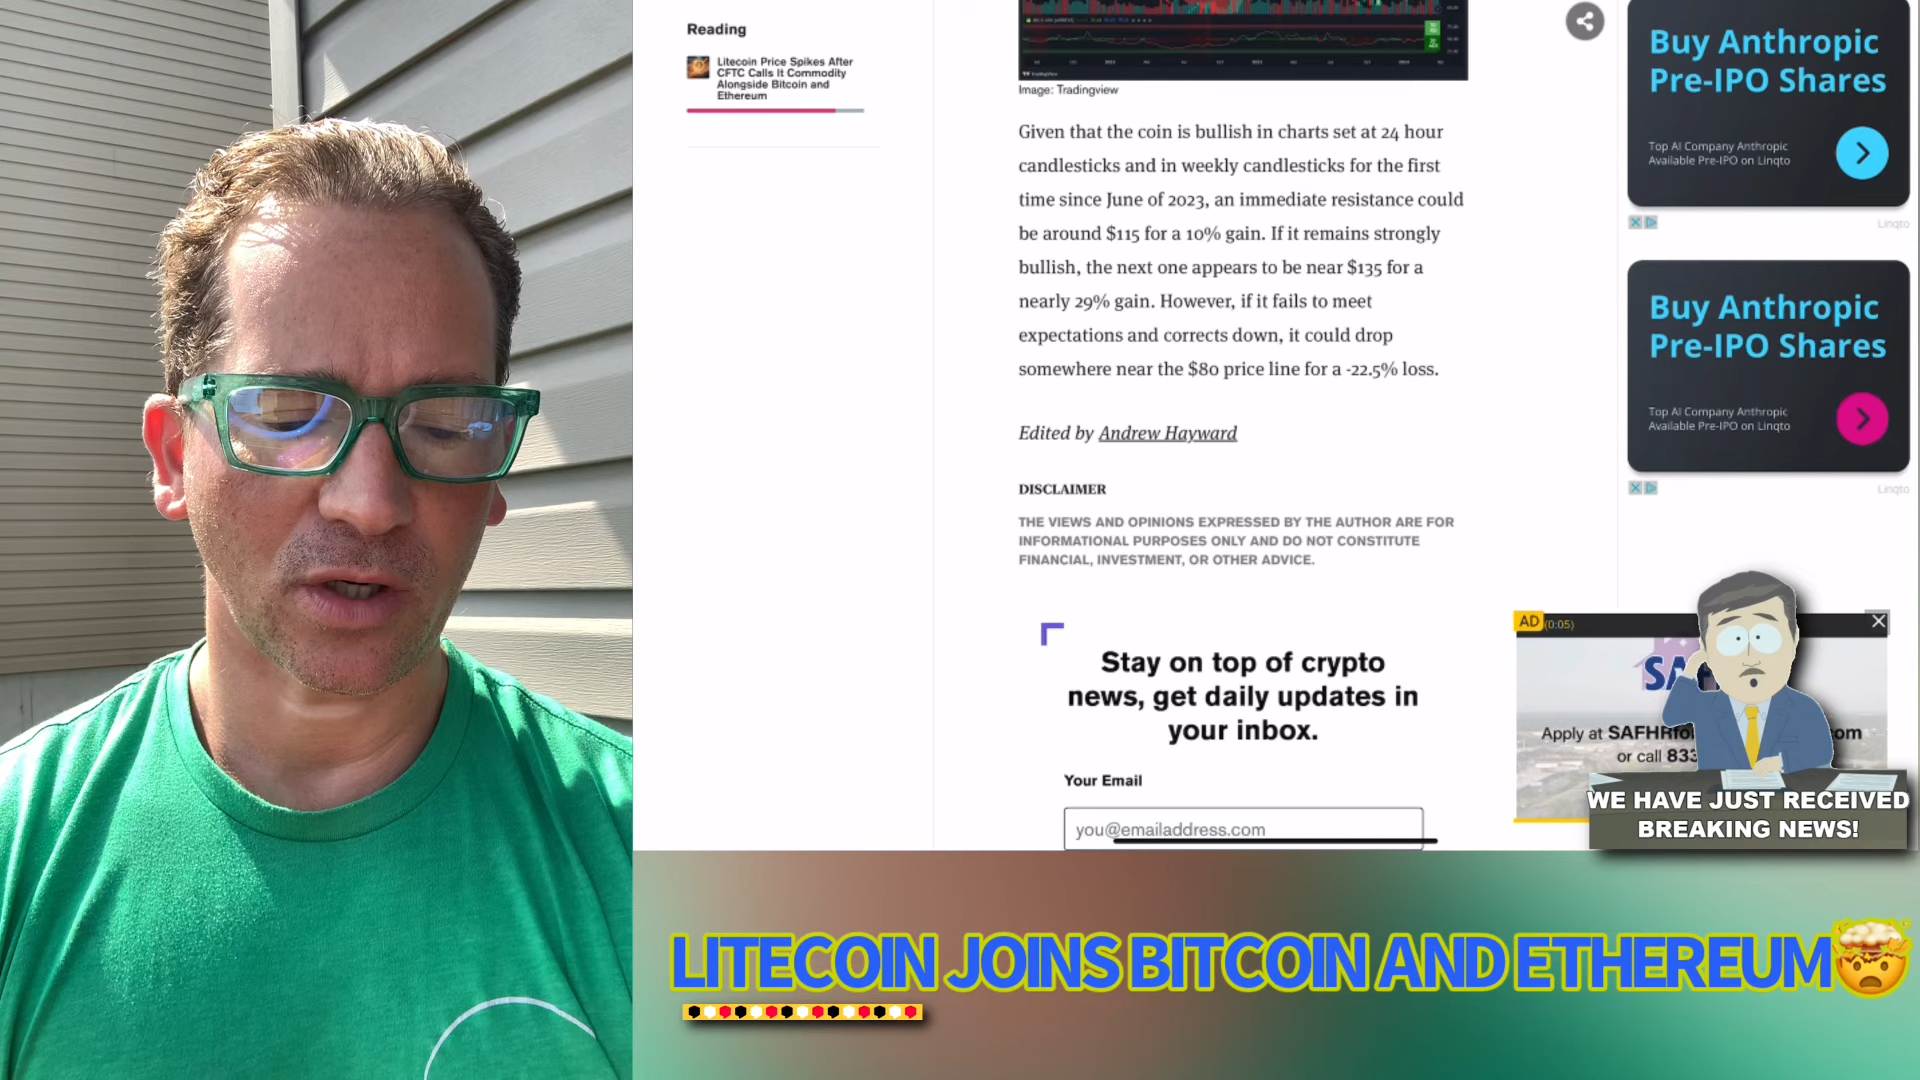 Reading
Litecoin Price Spikes After
CFTC Calls It Commodity
Alongside Bitcoin and
Ethereum
Image: Tradingview
Given that the coin is bullish in charts set at 24 hour
candlesticks and in weekly candlesticks for the first
time since June of 2023, an immediate resistance could
be around $115 for a 10% gain. If it remains strongly
bullish, the next one appears to be near $135 for a
nearly 29% gain. However, if it fails to meet
expectations and corrects down, it could drop
somewhere near the $80 price line for a -22.5% loss.
Edited by Andrew Hayward
DISCLAIMER
THE VIEWS AND OPINIONS EXPRESSED BY THE AUTHOR ARE FOR
INFORMATIONAL PURPOSES ONLY AND DO NOT CONSTITUTE
FINANCIAL, INVESTMENT, OR OTHER ADVICE.
Stay on top of crypto
news, get daily updates in
your inbox.
Your Email
you@emailaddress.com
Buy Anthropic
Pre-IPO Shares
Top AI Company Anthropic
Available Pre-IPO on Linqto
Linqto
Buy Anthropic
Pre-IPO Shares
Top AI Company Anthropic
Available Pre-IPO on Linqto
Linqto
AD (0:05)
Apply at
or call 833
WE HAVE JUST RECEIVED
BREAKING NEWS!
LITECOIN JOINS BITCOIN AND ETHEREUM